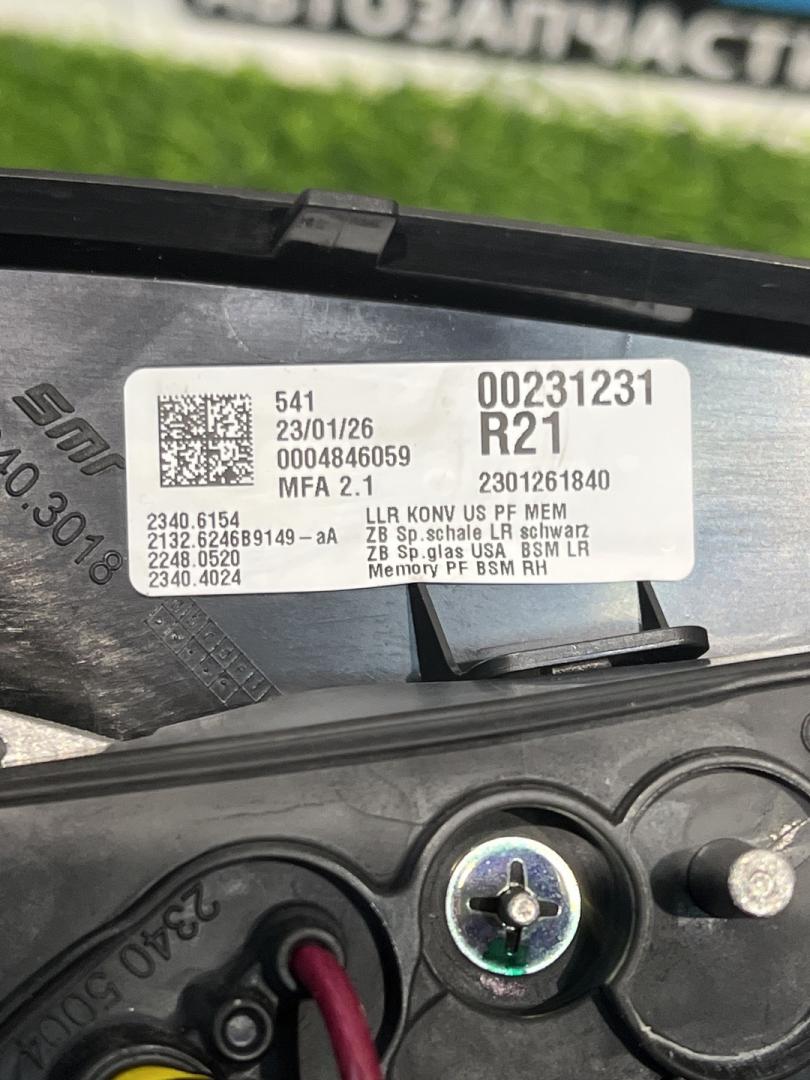 АВТОЗАПЧАСТИ
smr
40.3018
541
23/01/26
0004846059
MFA 2.1
00231231
R21
2301261840
2340.6154 LLR KONV US PF MEM
2132.6246B9149-aA ZB Sp.schale LR schwarz
2248.0520 ZB Sp.glas USA BSM LR
2340.4024 Memory PF BSM RH
2340 5004